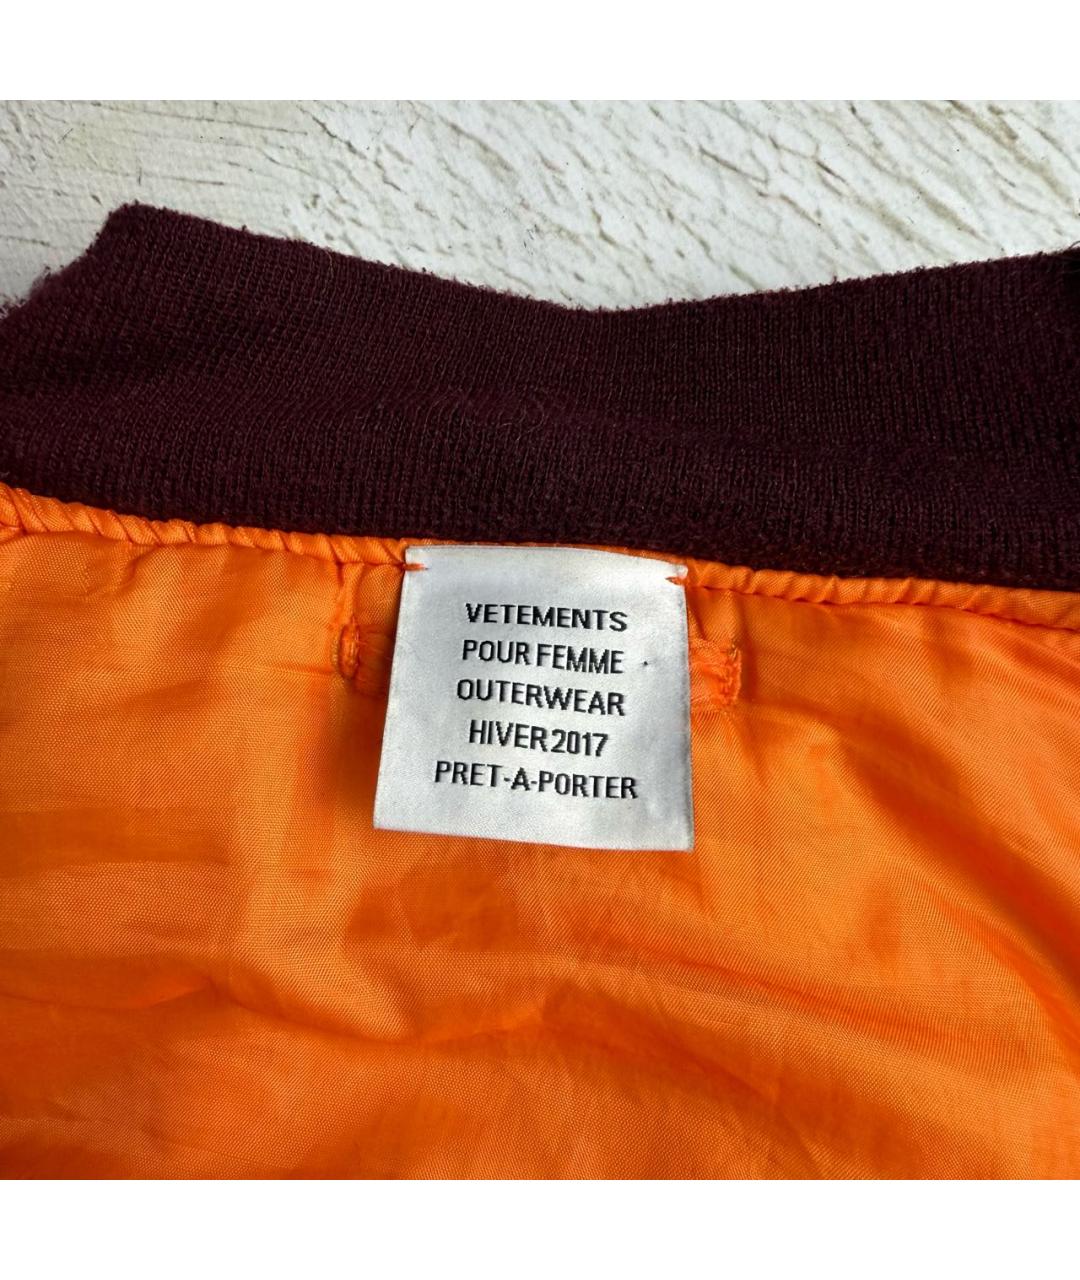 VETEMENTS
POUR FEMME
OUTERWEAR
HIVER 2017
PRET-A-PORTER